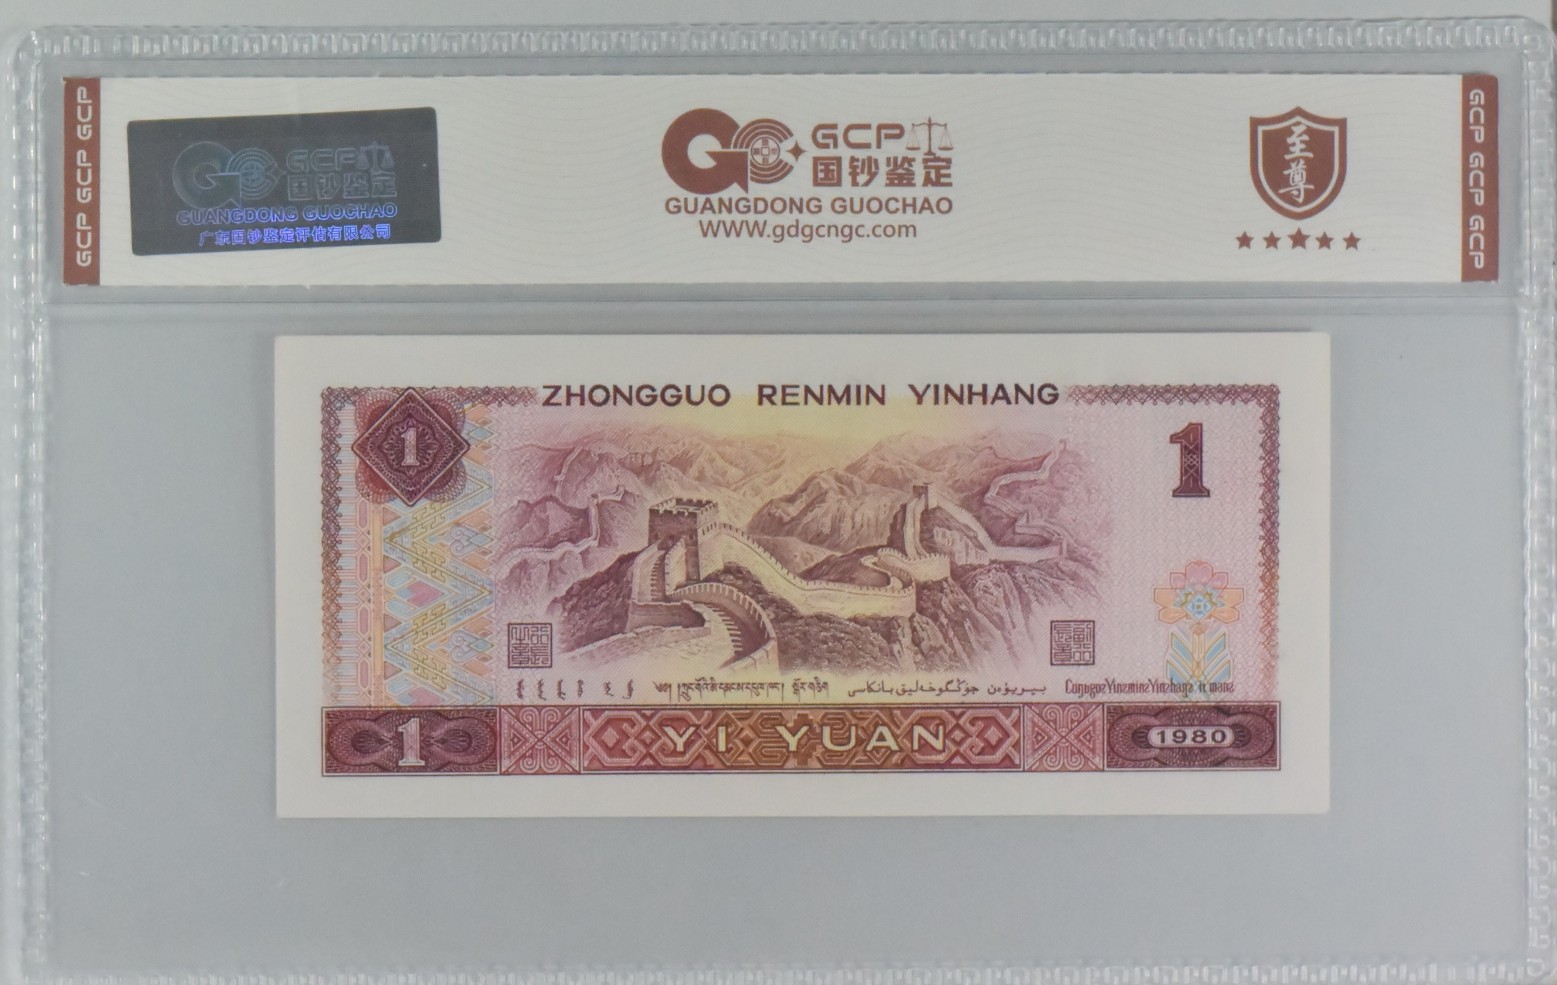 GCP GCP GCP
GCP
国钞鉴定
GUANGDONG GUOCHAO
广东国钞鉴定评估有限公司
GCP
国钞鉴定
GUANGDONG GUOCHAO
WWW.gdgcngc.com
至尊
GCP GCP GCP
ZHONGGUO RENMIN YINHANG
1
1
1
YI YUAN
1980